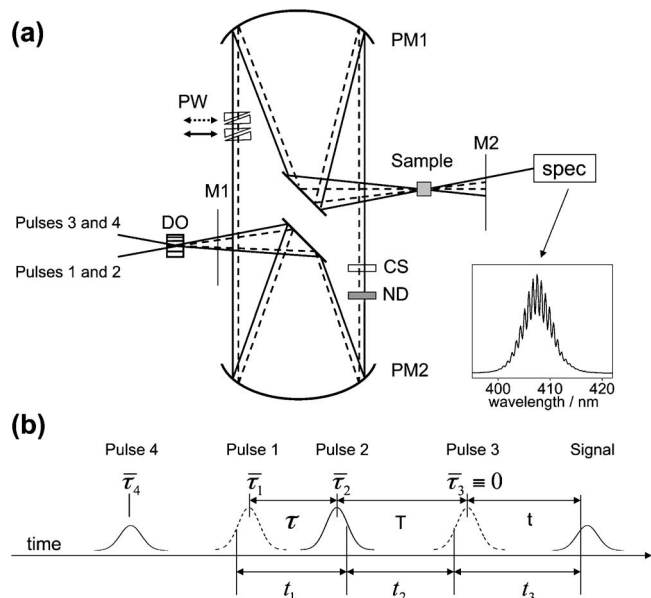 (a)
PM1
PW
M2
Sample
spec
M1
Pulses 3 and 4
DO
Pulses 1 and 2
CS
ND
PM2
400 410 420
wavelength / nm
(b)
Pulse 4 Pulse 1 Pulse 2 Pulse 3 Signal
τ̅₄ τ̅₁ τ̅₂ τ̅₃ ≡ 0
τ T t
time
t₁ t₂ t₃